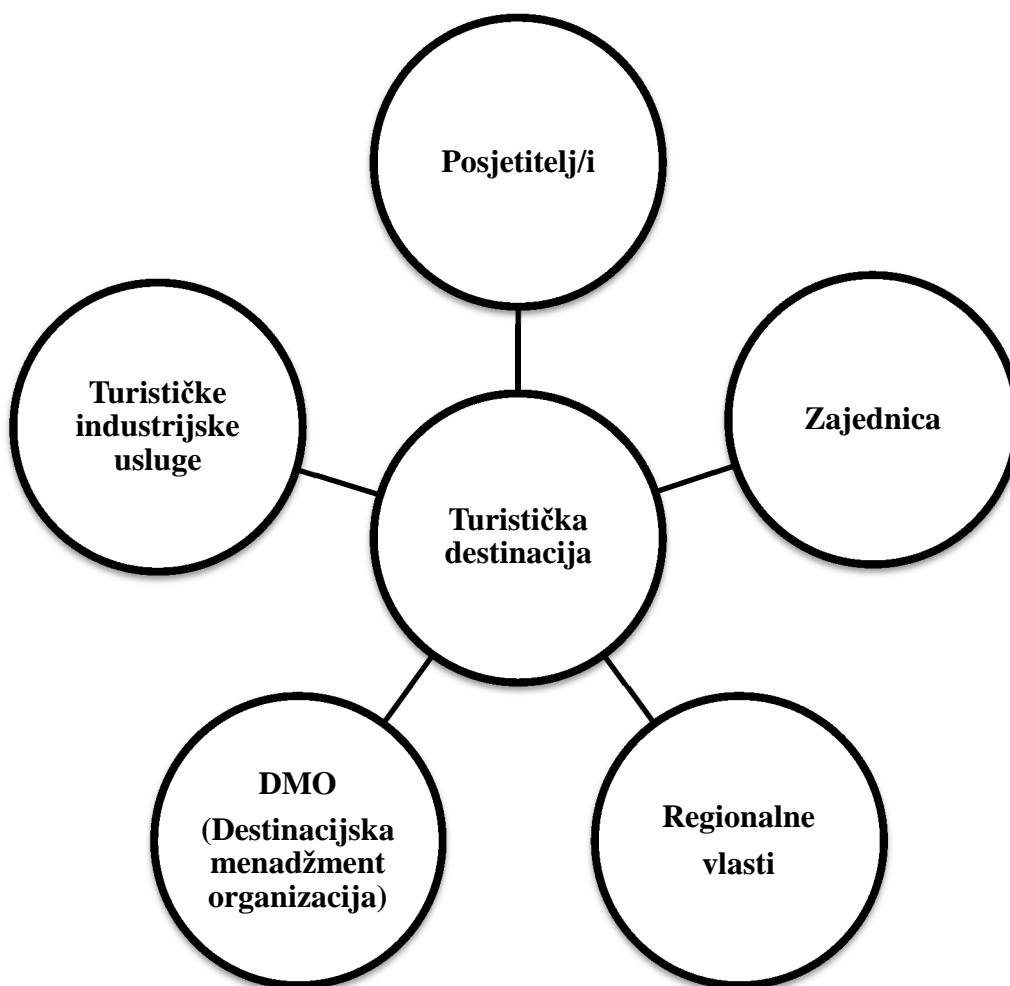 Posjetitelj/i
Turističke
industrijske
usluge
Zajednica
Turistička
destinacija
DMO
(Destinacijska
menadžment
organizacija)
Regionalne
vlasti